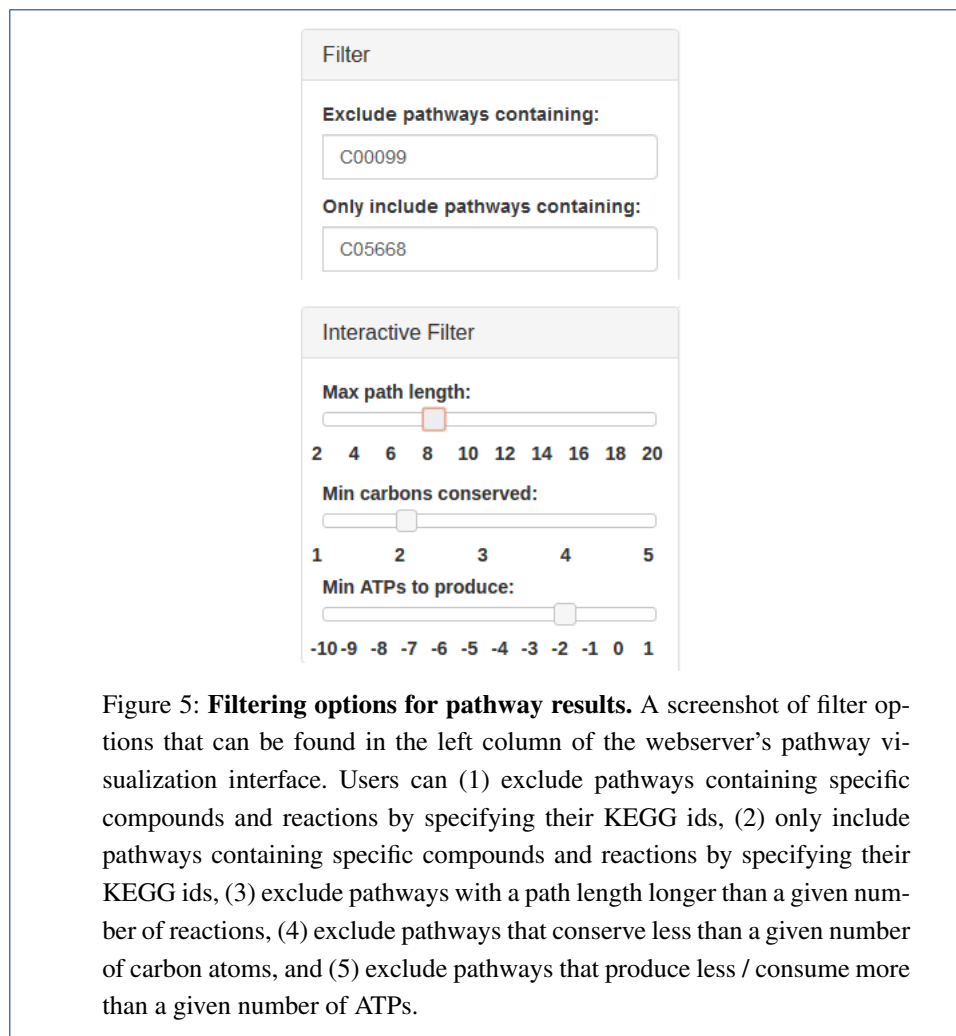 Filter
Exclude pathways containing:
C00099
Only include pathways containing:
C05668
Interactive Filter
Max path length:
2 4 6 8 10 12 14 16 18 20
Min carbons conserved:
1 2 3 4 5
Min ATPs to produce:
-10 -9 -8 -7 -6 -5 -4 -3 -2 -1 0 1
Figure 5: Filtering options for pathway results. A screenshot of filter op-
tions that can be found in the left column of the webserver's pathway vi-
sualization interface. Users can (1) exclude pathways containing specific
compounds and reactions by specifying their KEGG ids, (2) only include
pathways containing specific compounds and reactions by specifying their
KEGG ids, (3) exclude pathways with a path length longer than a given num-
ber of reactions, (4) exclude pathways that conserve less than a given number
of carbon atoms, and (5) exclude pathways that produce less / consume more
than a given number of ATPs.